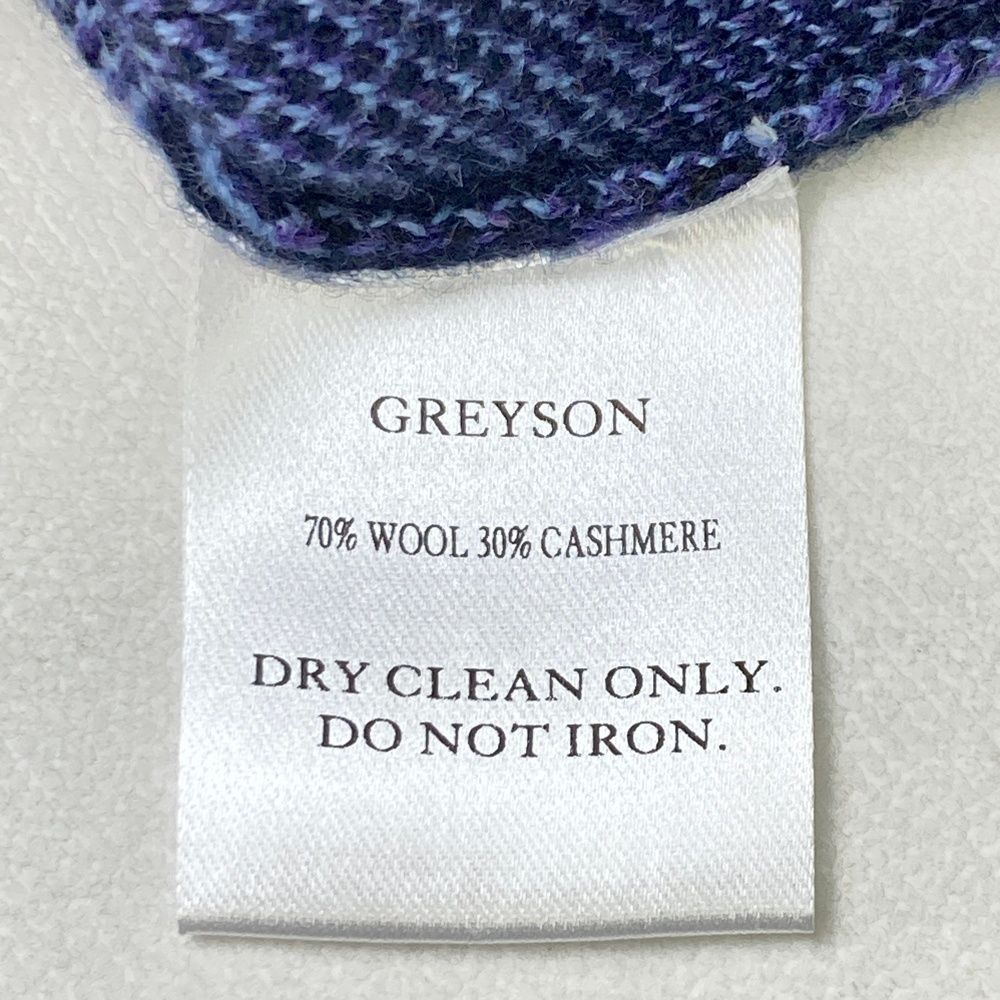 GREYSON
70% WOOL 30% CASHMERE
DRY CLEAN ONLY.
DO NOT IRON.